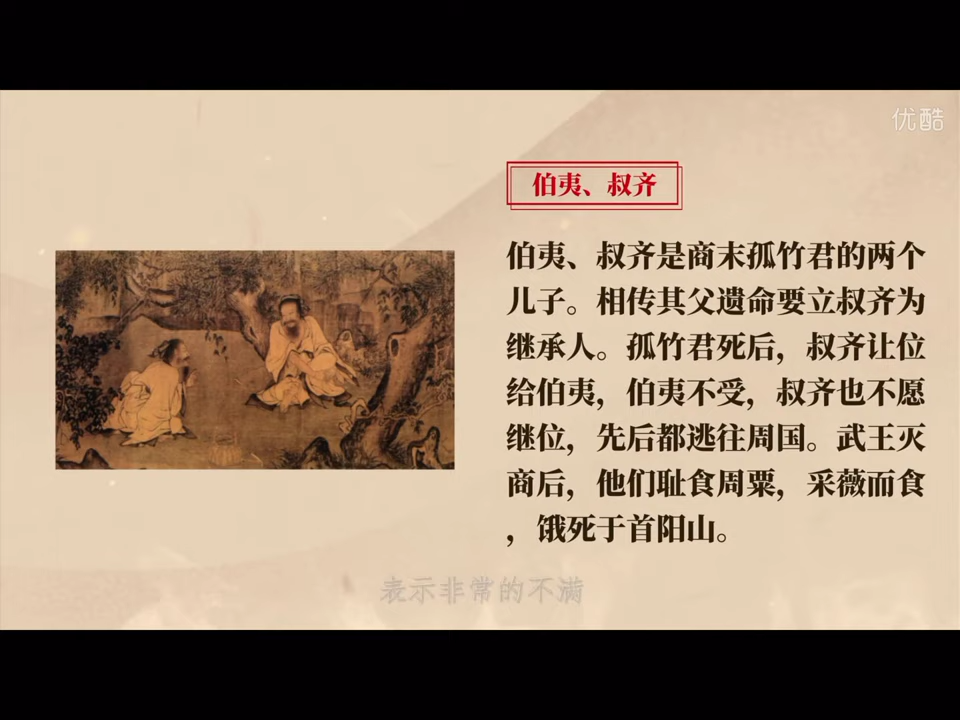 优酷
伯夷、叔齐
伯夷、叔齐是商末孤竹君的两个
儿子。相传其父遗命要立叔齐为
继承人。孤竹君死后，叔齐让位
给伯夷，伯夷不受，叔齐也不愿
继位，先后都逃往周国。武王灭
商后，他们耻食周粟，采薇而食
，饿死于首阳山。
表示非常的不满